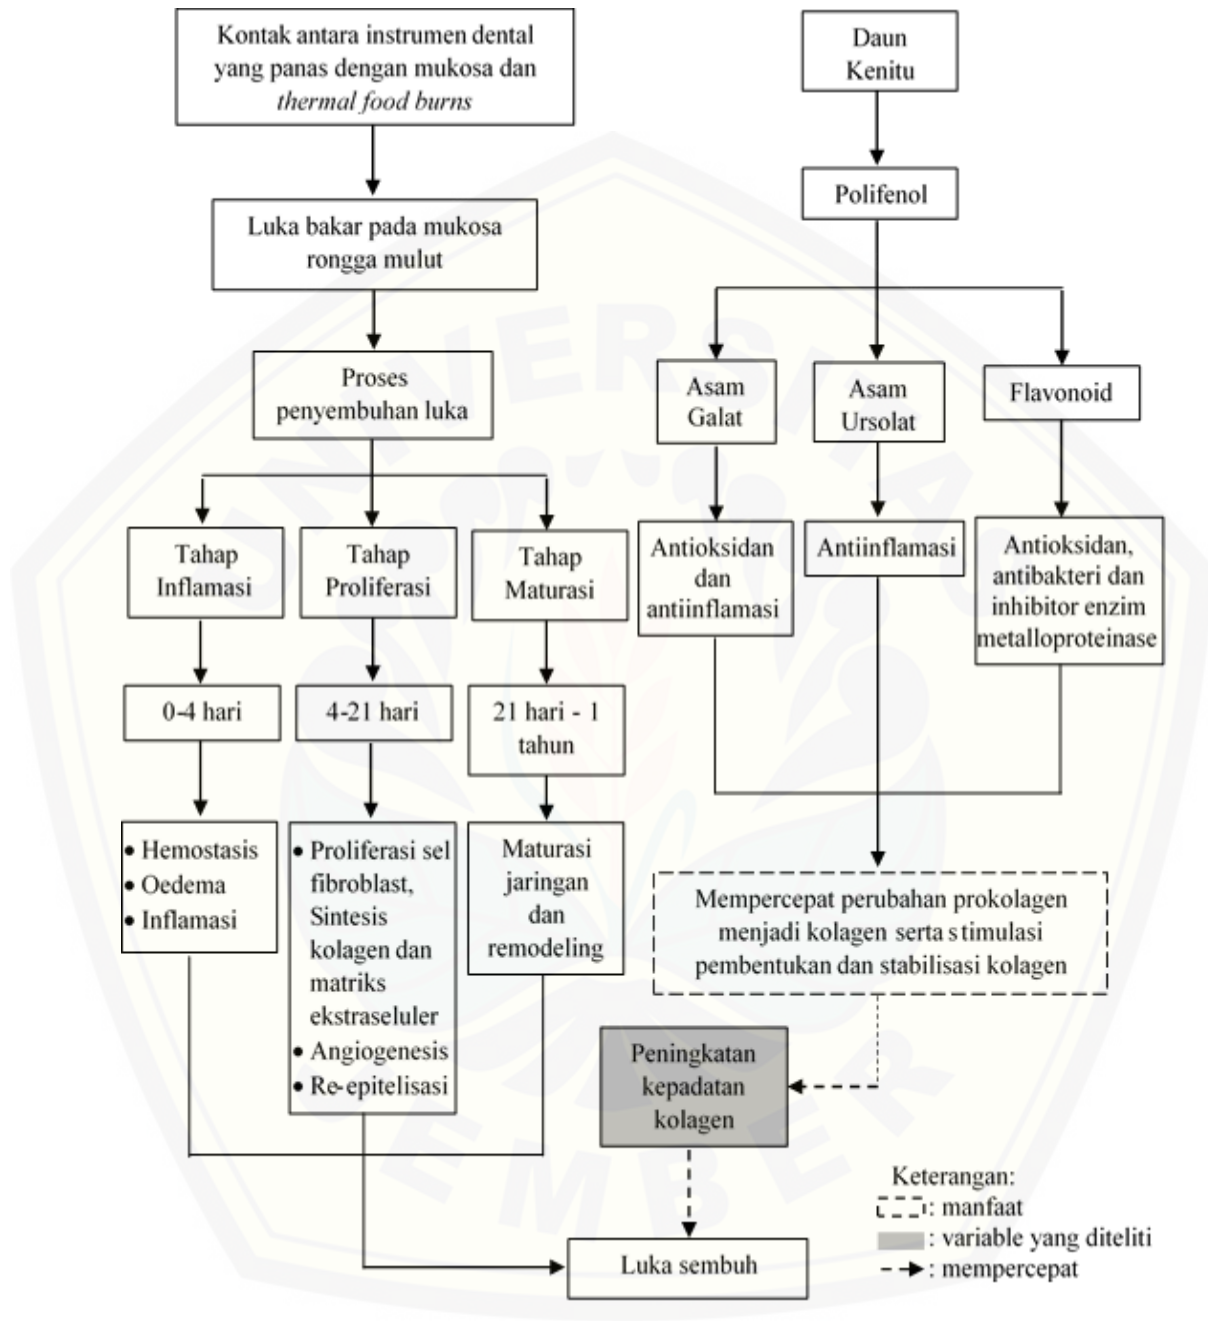 Kontak antara instrumen dental
yang panas dengan mukosa dan
thermal food burns
Luka bakar pada mukosa
rongga mulut
Proses
penyembuhan luka
Tahap
Inflamasi
Tahap
Proliferasi
Tahap
Maturasi
0-4 hari
4-21 hari
21 hari - 1
tahun
• Hemostasis
• Oedema
• Inflamasi
• Proliferasi sel
fibroblast,
Sintesis
kolagen dan
matriks
ekstraseluler
• Angiogenesis
• Re-epitelisasi
Maturasi
jaringan
dan
remodeling
Daun
Kenitu
Polifenol
Asam
Galat
Asam
Ursolat
Flavonoid
Antioksidan
dan
antiinflamasi
Antiinflamasi
Antioksidan,
antibakteri dan
inhibitor enzim
metalloproteinase
Mempercepat perubahan prokolagen
menjadi kolagen serta stimulasi
pembentukan dan stabilisasi kolagen
Peningkatan
kepadatan
kolagen
Luka sembuh
Keterangan:
: manfaat
: variable yang diteliti
: mempercepat
UNIVERSITAS
JEMBER